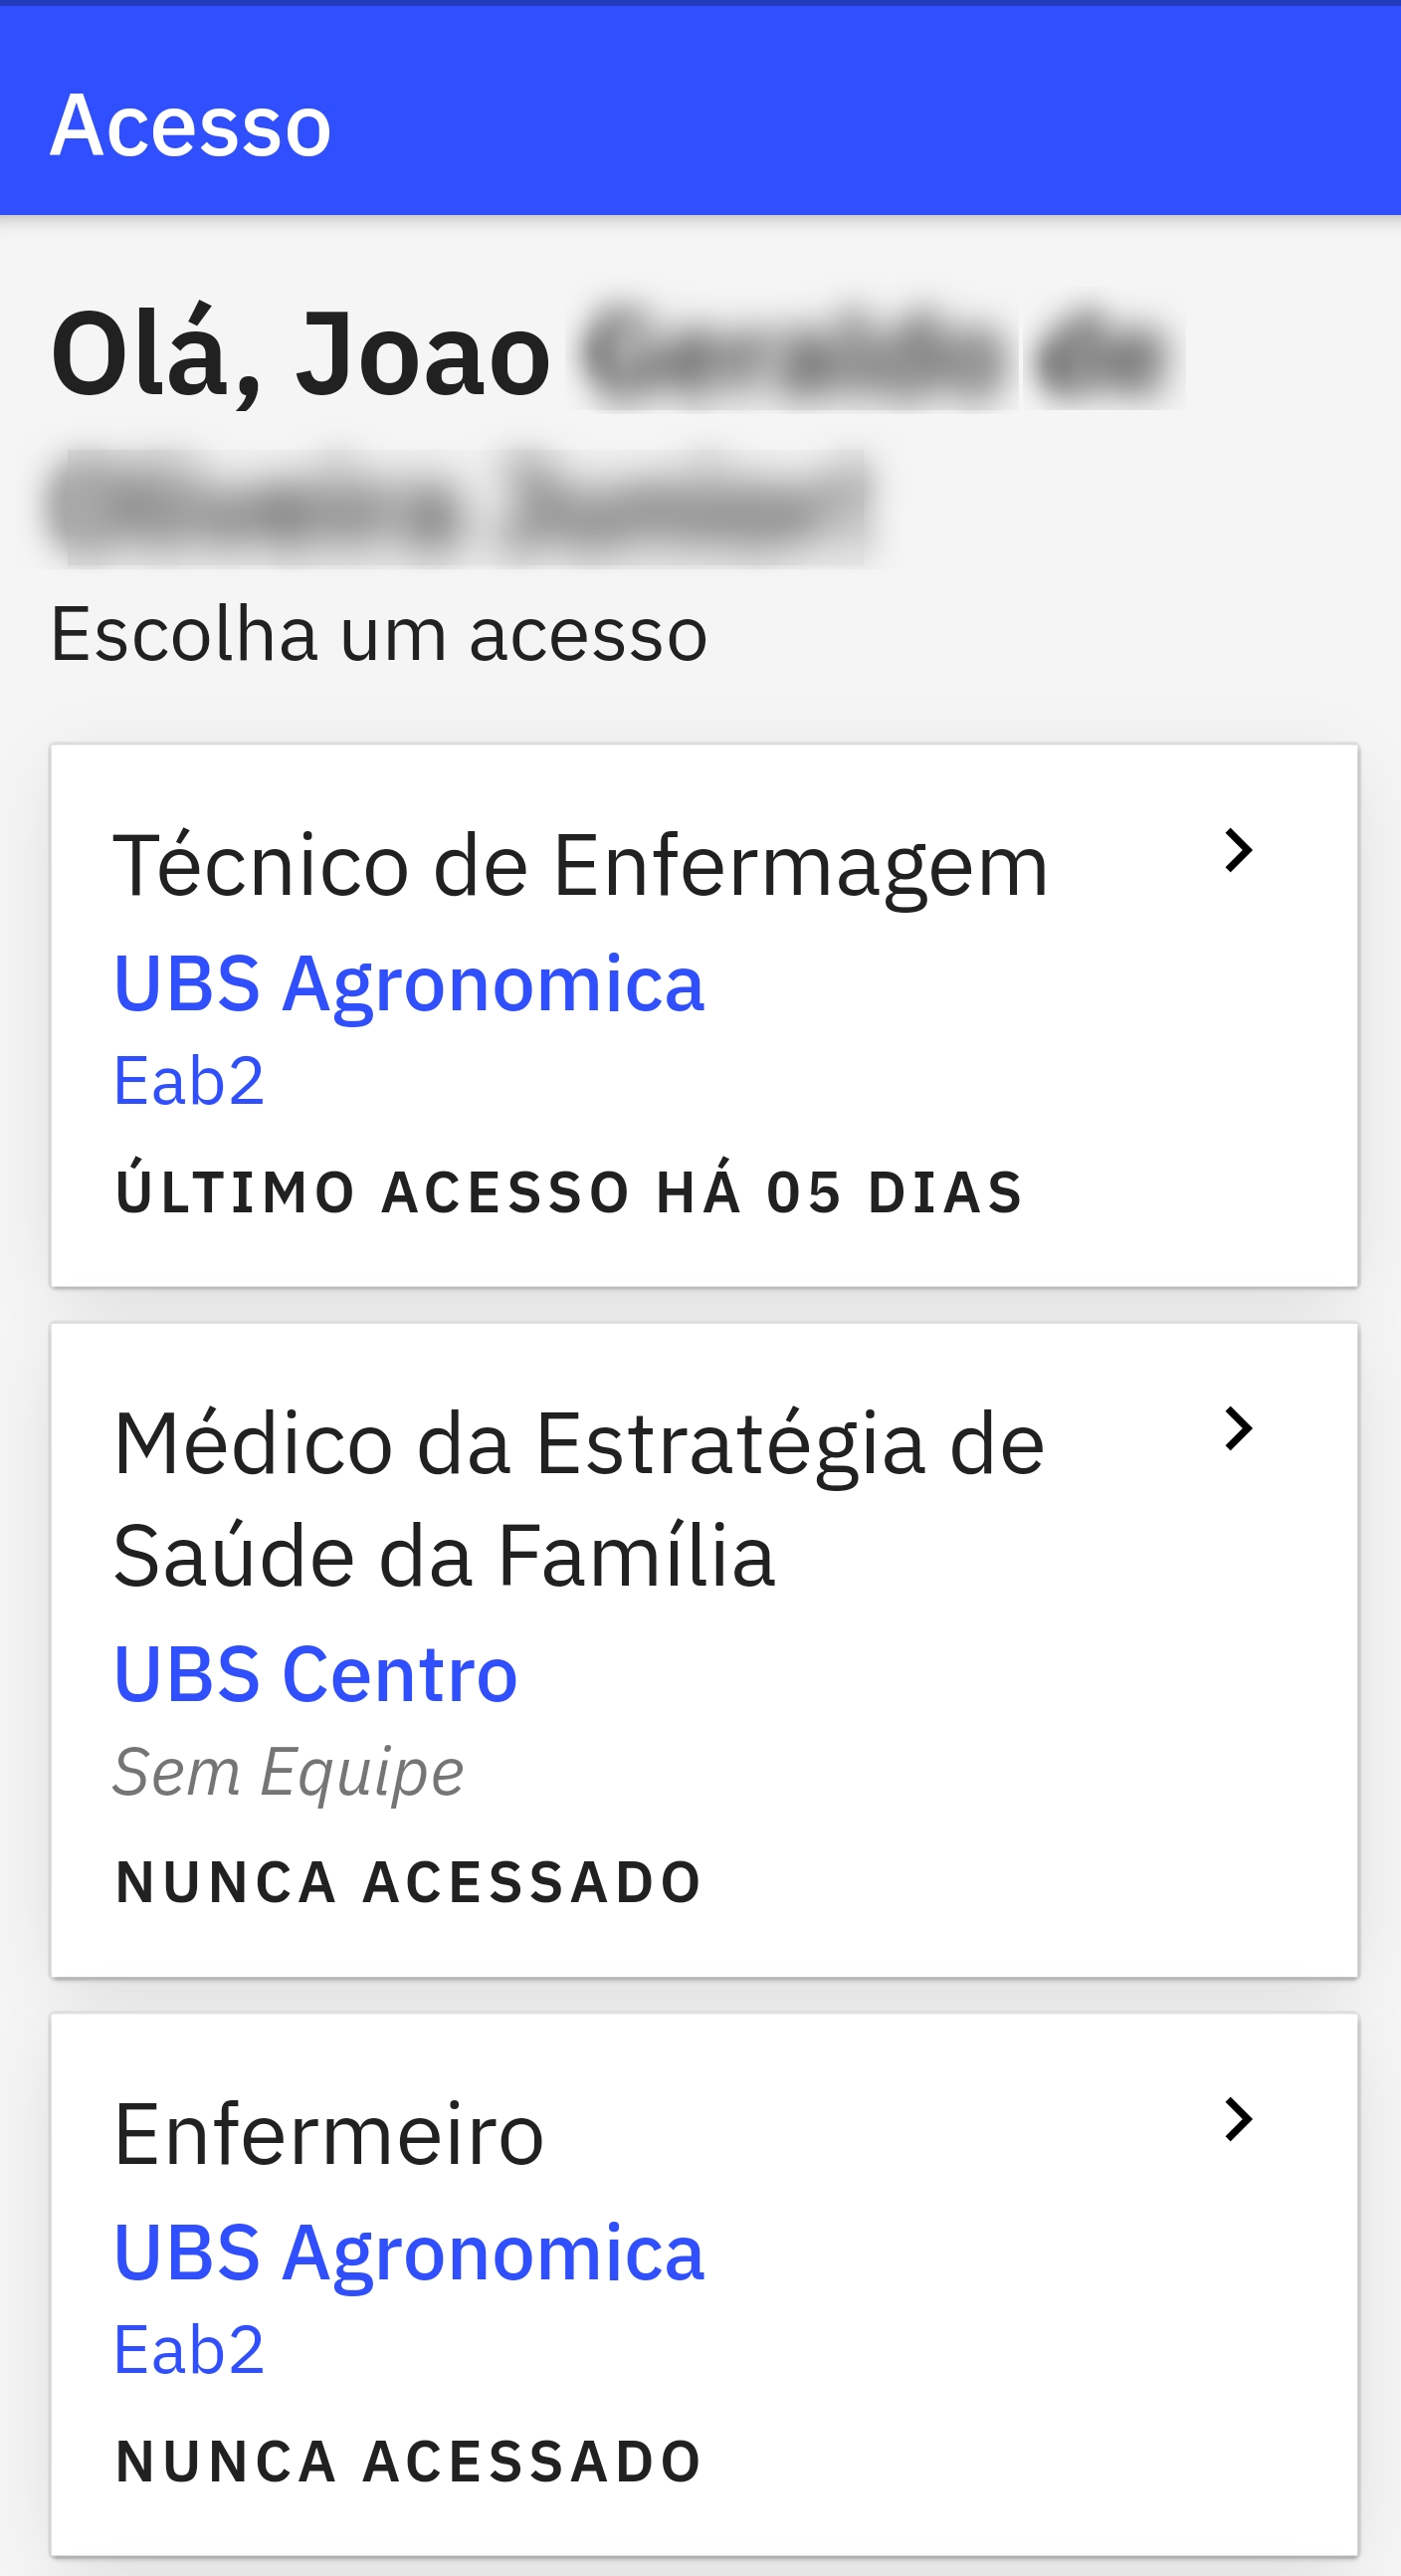 Acesso
Olá, Joao
Escolha um acesso
Técnico de Enfermagem
UBS Agronomica
Eab2
ÚLTIMO ACESSO HÁ 05 DIAS
Médico da Estratégia de
Saúde da Família
UBS Centro
Sem Equipe
NUNCA ACESSADO
Enfermeiro
UBS Agronomica
Eab2
NUNCA ACESSADO